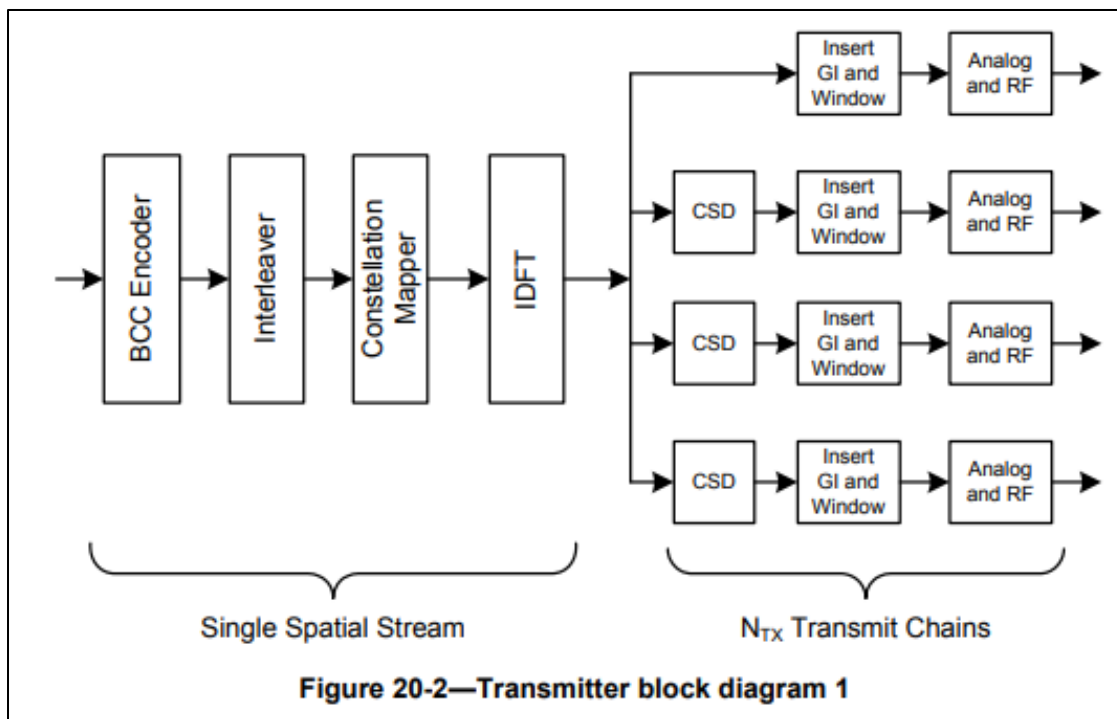 Insert
GI and
Window
Analog
and RF
BCC Encoder
Interleaver
Constellation
Mapper
IDFT
CSD
Insert
GI and
Window
Analog
and RF
CSD
Insert
GI and
Window
Analog
and RF
CSD
Insert
GI and
Window
Analog
and RF
Single Spatial Stream
NTX Transmit Chains
Figure 20-2—Transmitter block diagram 1